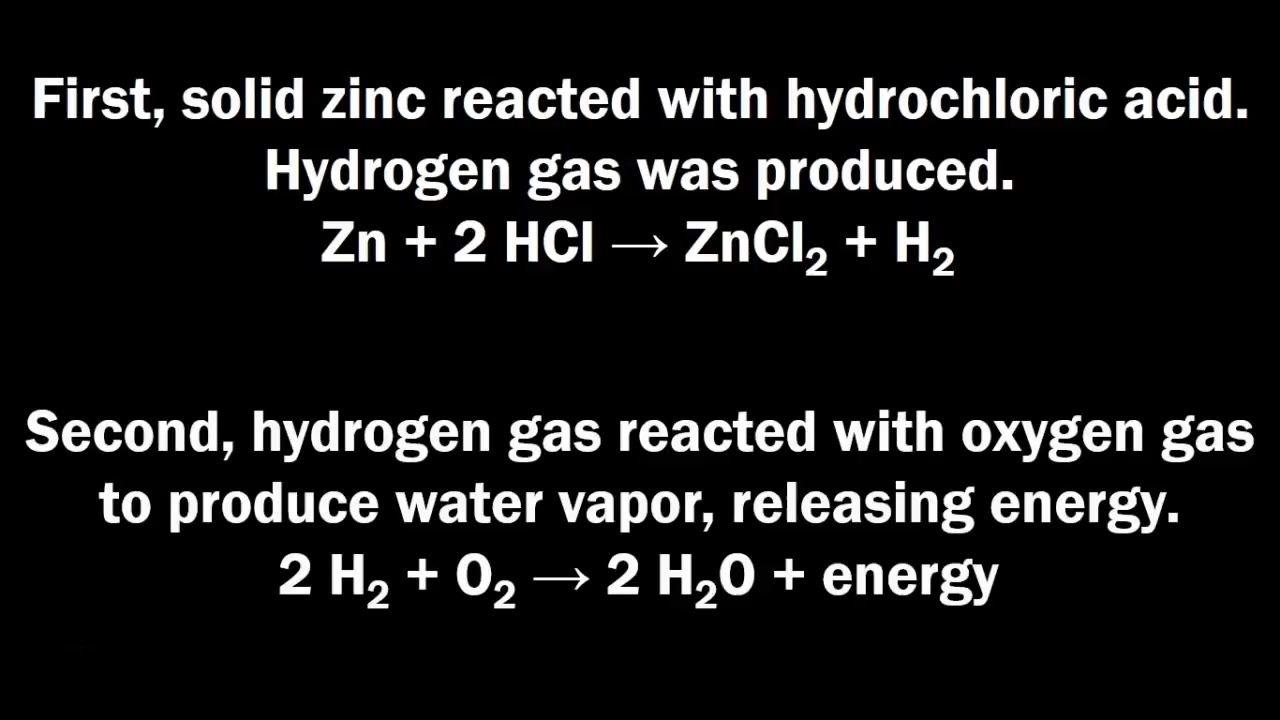 First, solid zinc reacted with hydrochloric acid.
Hydrogen gas was produced.
Zn + 2 HCl → ZnCl₂ + H₂
Second, hydrogen gas reacted with oxygen gas
to produce water vapor, releasing energy.
2 H₂ + O₂ → 2 H₂O + energy